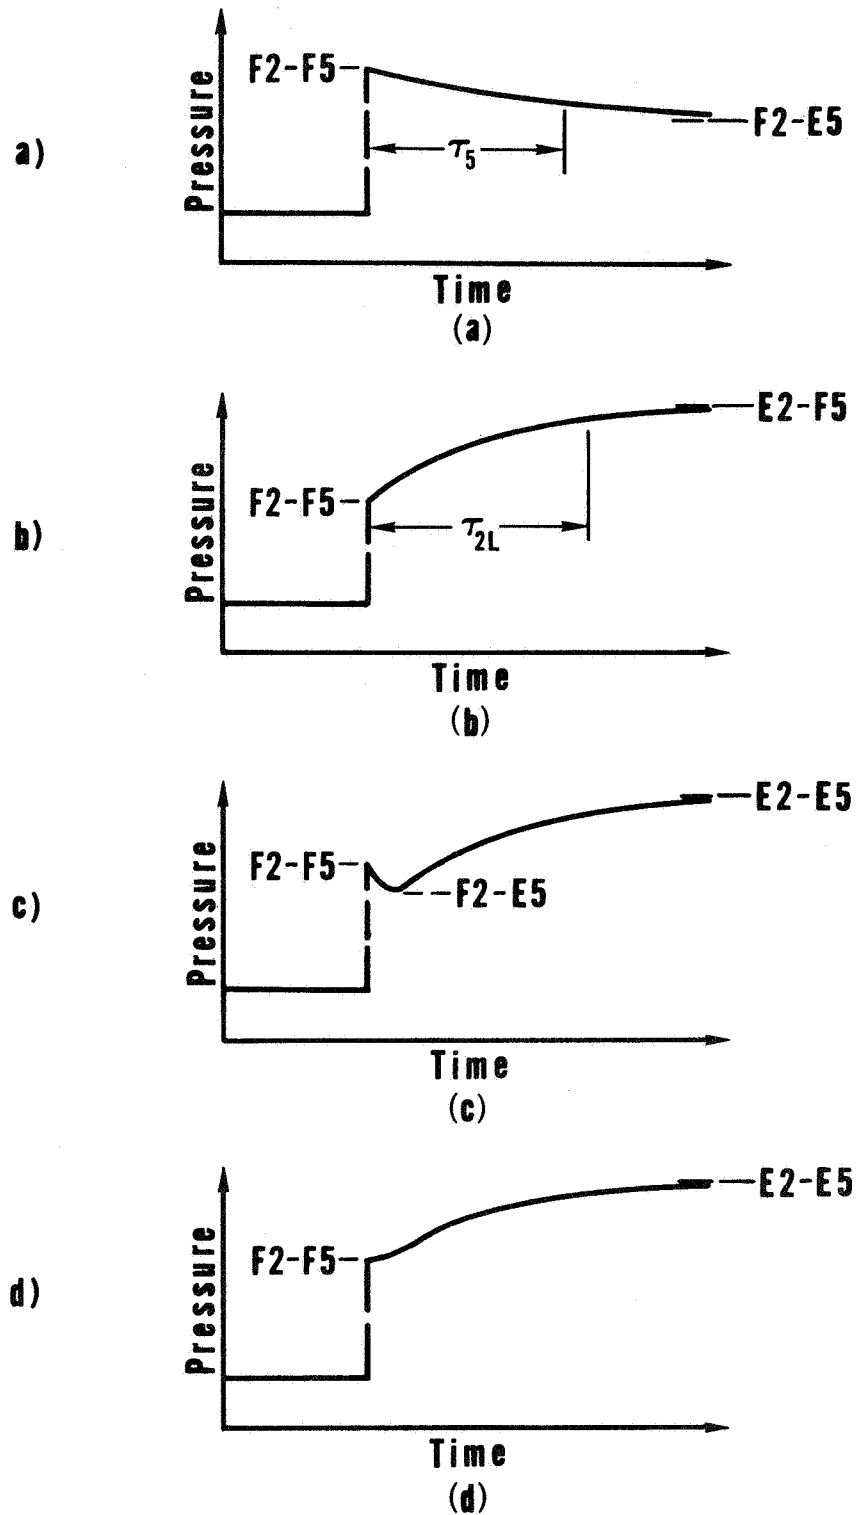 a)
Pressure
F2-F5
τ5
F2-E5
Time
(a)
b)
Pressure
E2-F5
F2-F5
τ2L
Time
(b)
c)
Pressure
E2-E5
F2-F5
F2-E5
Time
(c)
d)
Pressure
E2-E5
F2-F5
Time
(d)